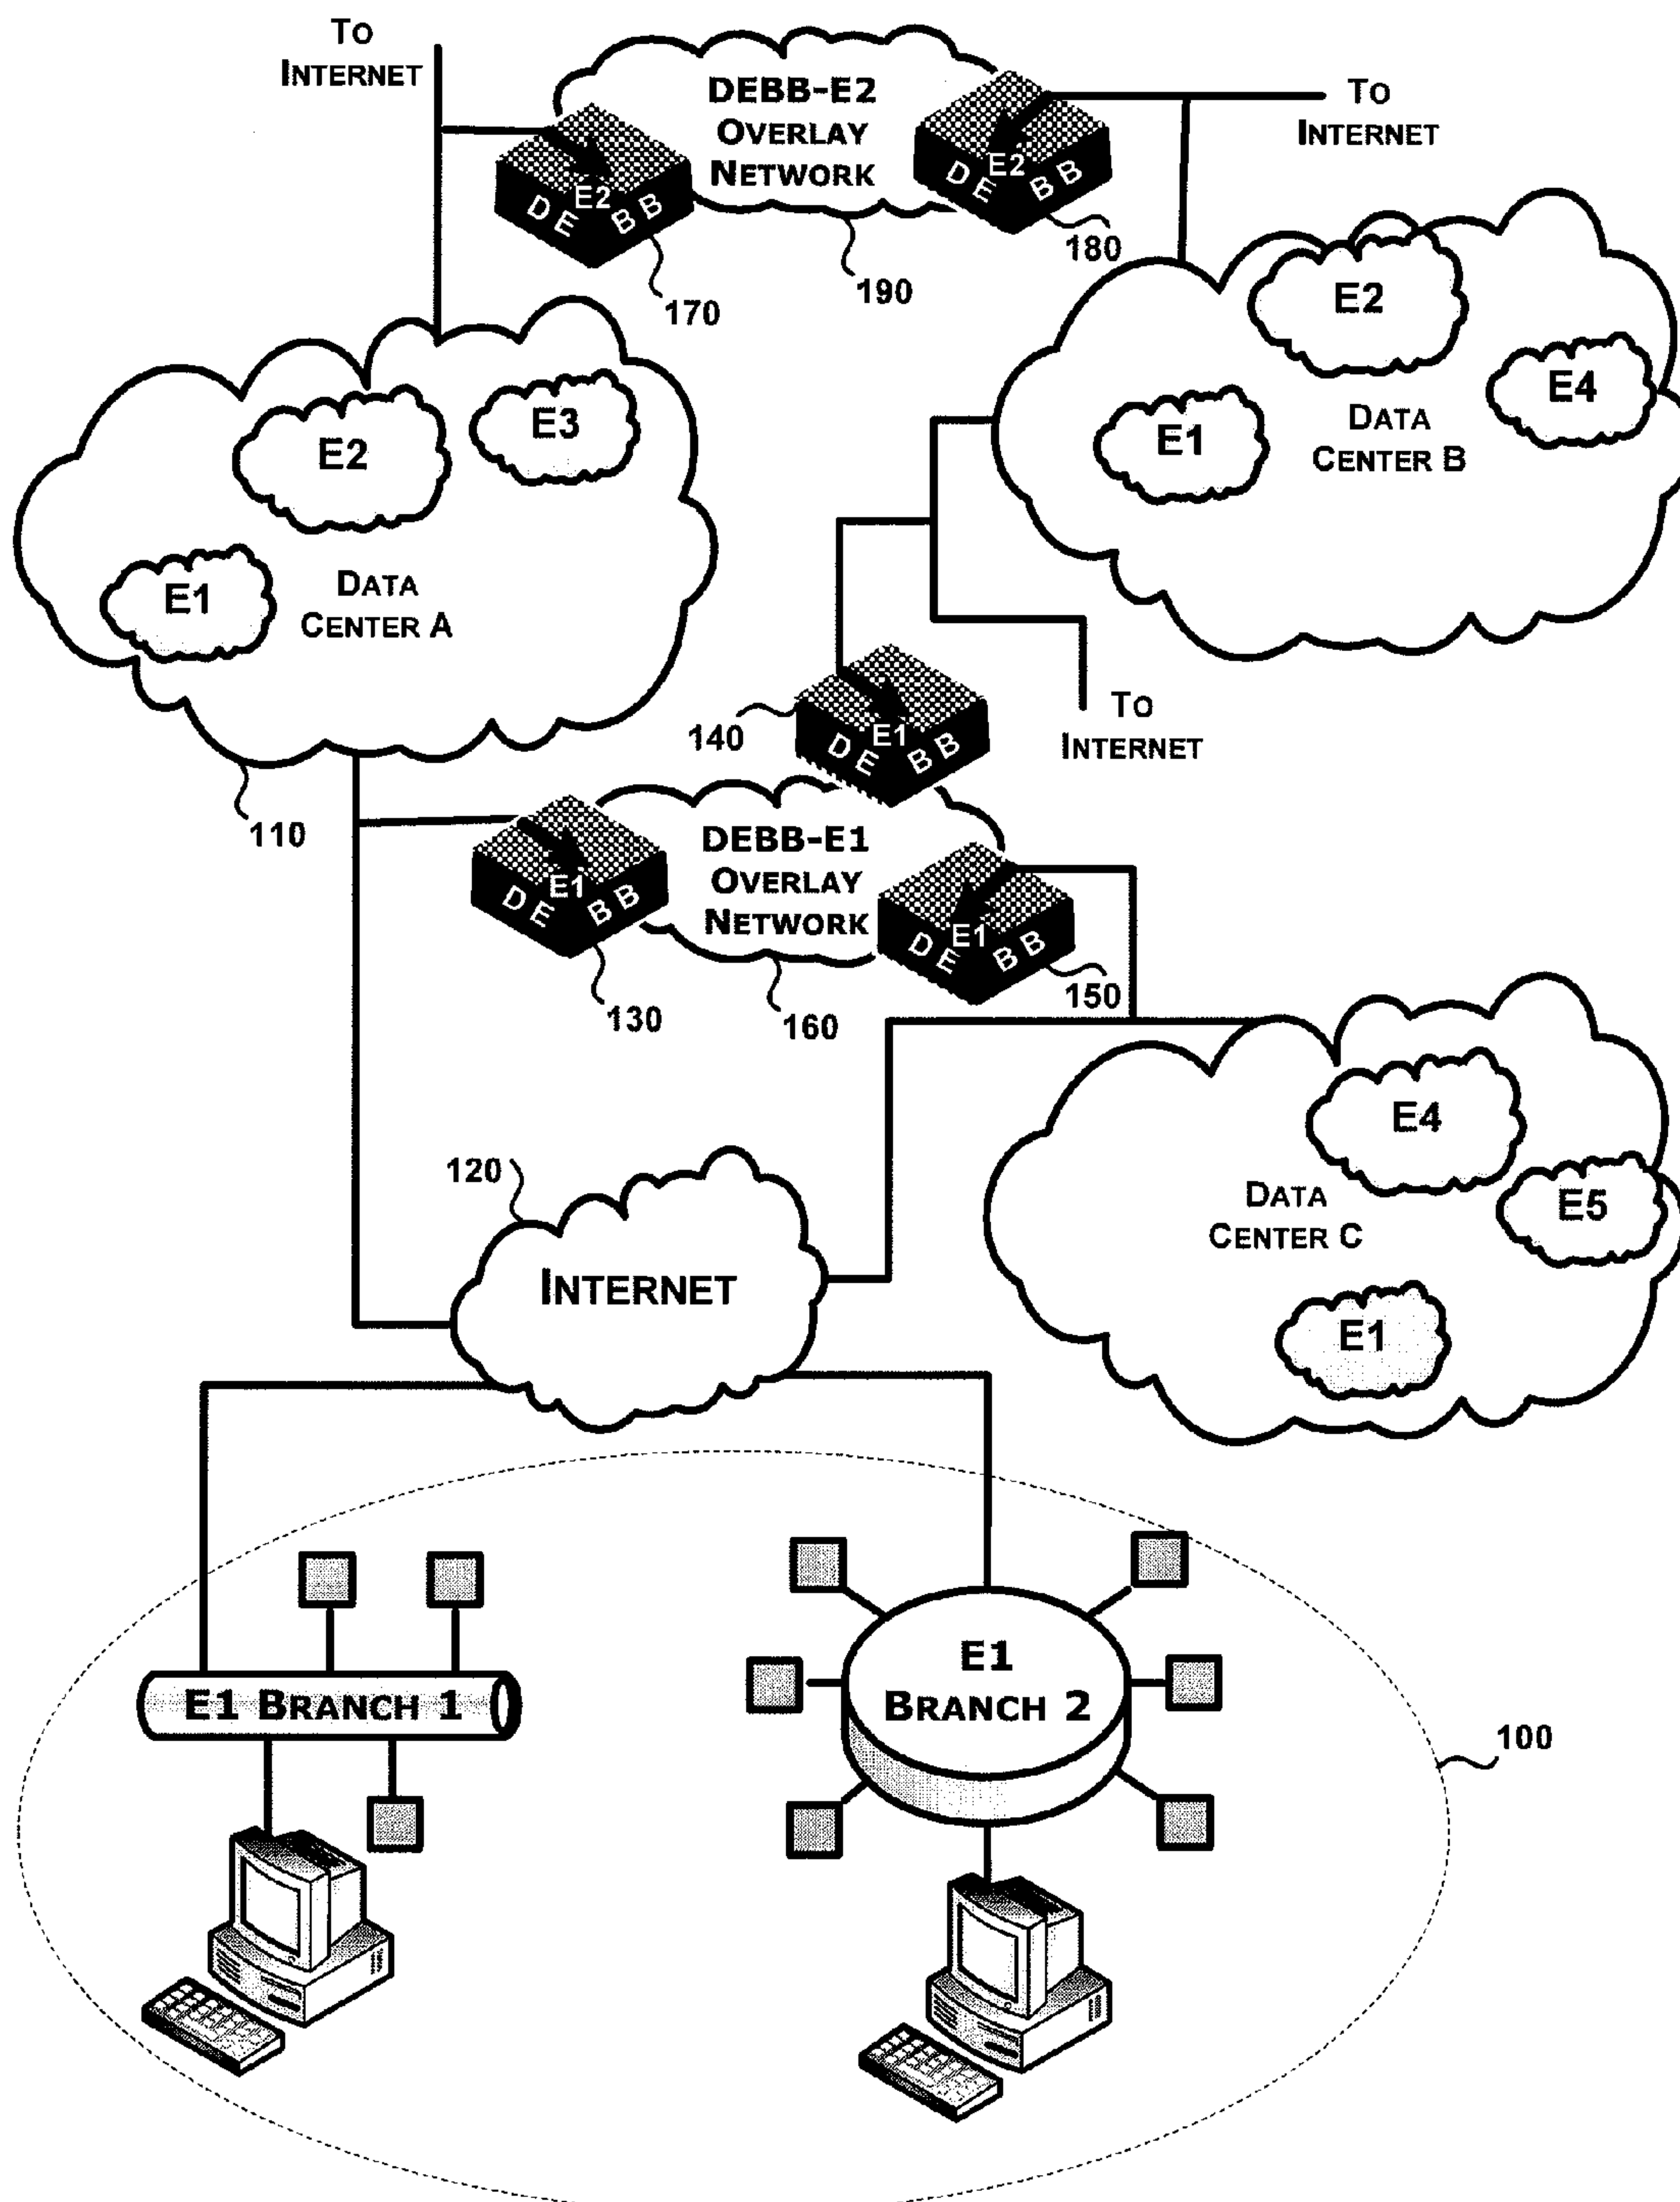 TO
INTERNET
DEBB-E2
OVERLAY
NETWORK
TO
INTERNET
E2
DE BB
170
E2
DE BB
180
190
E2
E3
E1
DATA
CENTER A
110
E2
E4
E1
DATA
CENTER B
TO
INTERNET
140
E1
DE BB
DEBB-E1
OVERLAY
NETWORK
E1
DE BB
130
160
E1
DE BB
150
E4
E5
DATA
CENTER C
E1
120
INTERNET
E1 BRANCH 1
E1
BRANCH 2
100